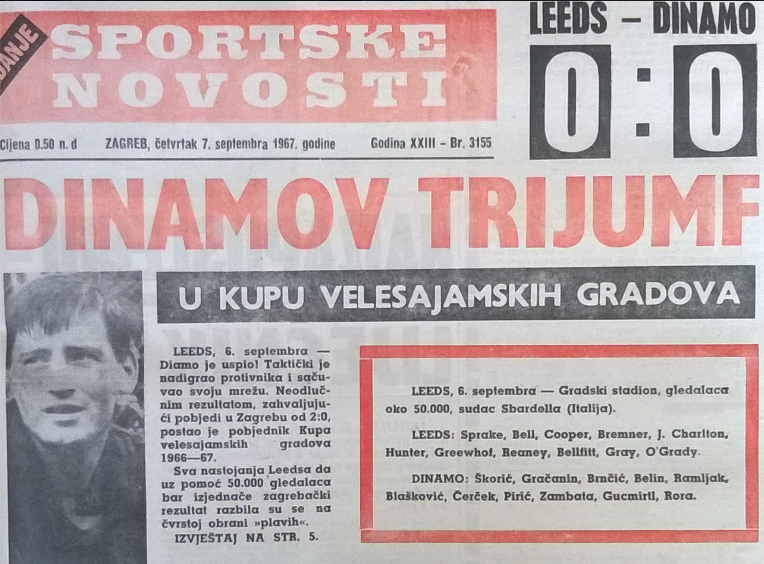 DANJE
SPORTSKE
NOVOSTI
Cijena 0.50 n. d ZAGREB, četvrtak 7. septembra 1967. godine Godina XXIII – Br. 3155
LEEDS – DINAMO
0:0
DINAMOV TRIJUMF
U KUPU VELESAJAMSKIH GRADOVA
LEEDS, 6. septembra —
Diamo je uspio! Taktički je
nadigrao protivnika i saču-
vao svoju mrežu. Neodluč-
nim rezultatom, zahvaljuju-
ći pobjedi u Zagrebu od 2:0,
postao je pobjednik Kupa
velesajamskih gradova
1966—67.
Sva nastojanja Leedsa da
uz pomoć 50.000 gledalaca
bar izjednače zagrebački
rezultat razbila su se na
čvrstoj obrani »plavih«.
IZVJEŠTAJ NA STR. 5.
LEEDS, 6. septembra — Gradski stadion, gledalaca
oko 50.000, sudac Sbardella (Italija).
LEEDS: Sprake, Bell, Cooper, Bremner, J. Charlton,
Hunter, Greewhof, Reaney, Bellfitt, Gray, O'Grady.
DINAMO: Škorić, Gračanin, Brnčić, Belin, Ramljak,
Blašković, Čerček, Pirić, Zambata, Gucmirtl, Rora.